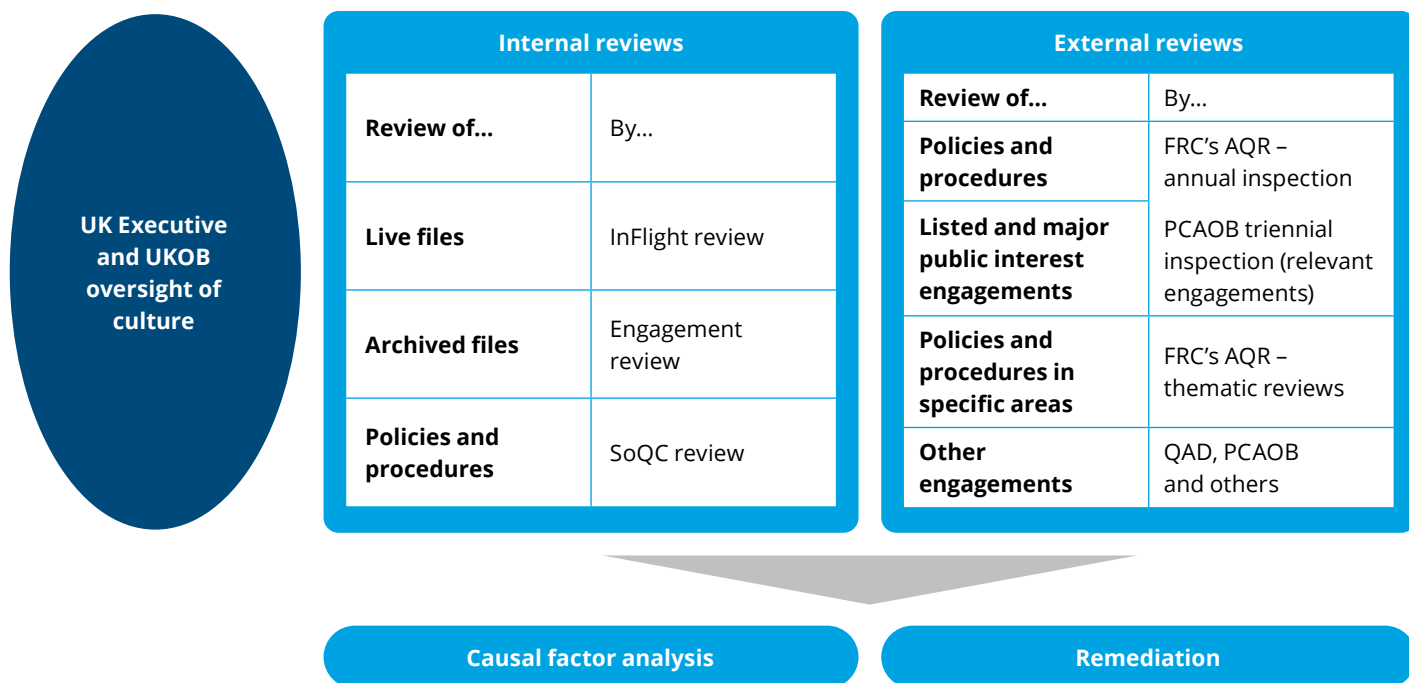 UK Executive
and UKOB
oversight of
culture
Internal reviews
Review of...
By...
Live files
InFlight review
Archived files
Engagement
review
Policies and
procedures
SoQC review
External reviews
Review of...
By...
Policies and
procedures
FRC’s AQR –
annual inspection
Listed and major
public interest
engagements
PCAOB triennial
inspection (relevant
engagements)
Policies and
procedures in
specific areas
FRC’s AQR –
thematic reviews
Other
engagements
QAD, PCAOB
and others
Causal factor analysis
Remediation